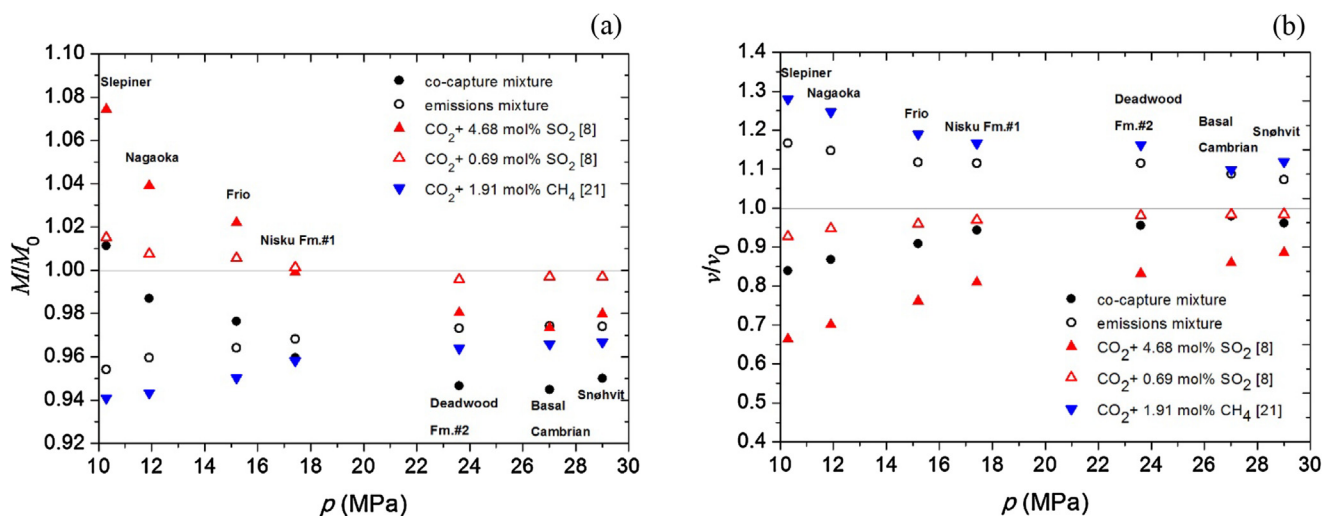 (a)
1.10
1.08
1.06
1.04
1.02
1.00
0.98
0.96
0.94
0.92
M/M0
Slepiner
Nagaoka
Frio
Nisku Fm.#1
Deadwood
Fm.#2
Basal
Cambrian
Snøhvit
co-capture mixture
emissions mixture
CO2+ 4.68 mol% SO2 [8]
CO2+ 0.69 mol% SO2 [8]
CO2+ 1.91 mol% CH4 [21]
10 12 14 16 18 20 22 24 26 28 30
p (MPa)
(b)
1.4
1.3
1.2
1.1
1.0
0.9
0.8
0.7
0.6
0.5
0.4
v/v0
Slepiner
Nagaoka
Frio
Nisku Fm.#1
Deadwood
Fm.#2
Basal
Cambrian
Snøhvit
co-capture mixture
emissions mixture
CO2+ 4.68 mol% SO2 [8]
CO2+ 0.69 mol% SO2 [8]
CO2+ 1.91 mol% CH4 [21]
10 12 14 16 18 20 22 24 26 28 30
p (MPa)